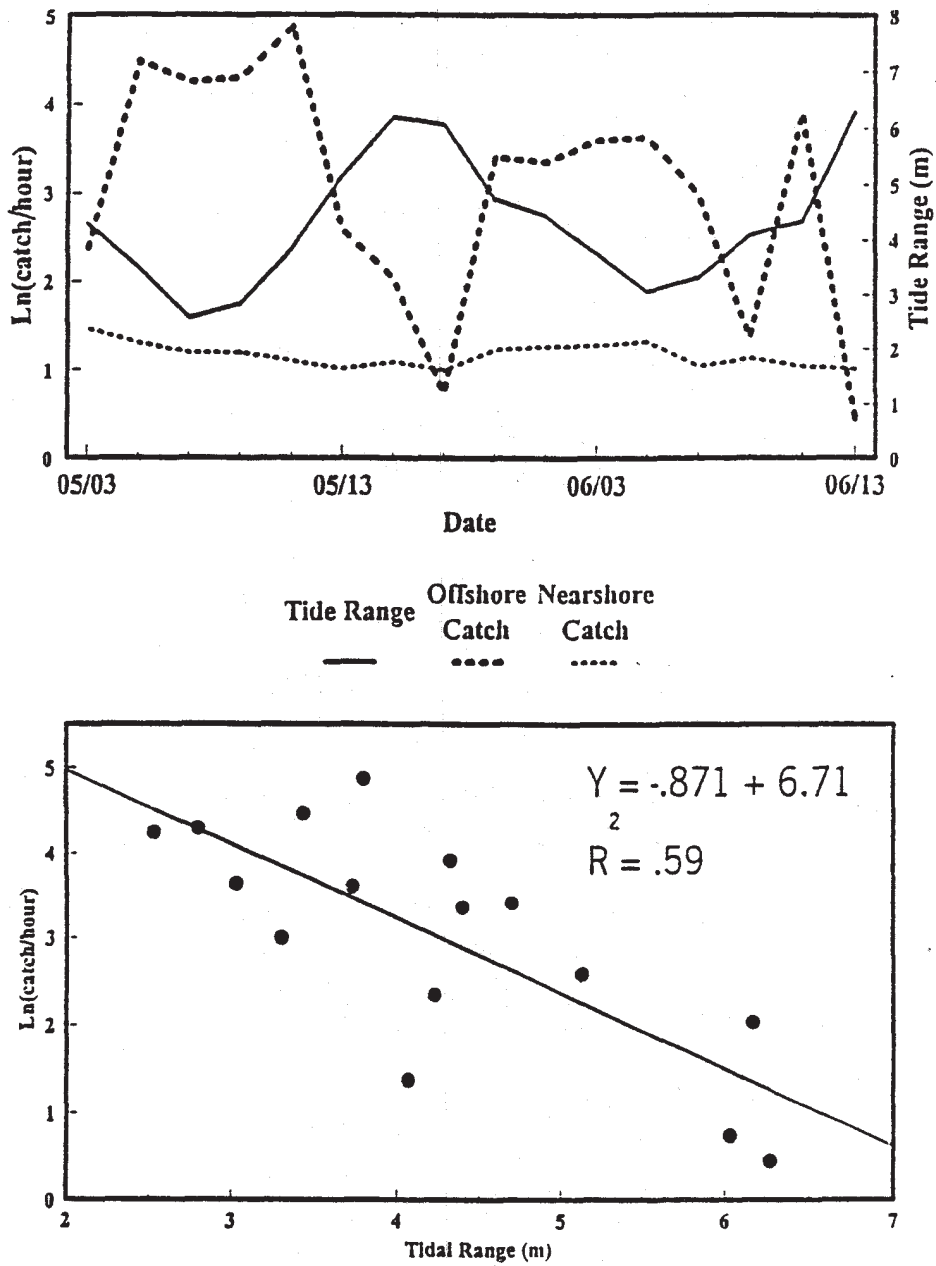 5
4
3
2
1
0
Ln(catch/hour)
8
7
6
5
4
3
2
1
0
Tide Range (m)
05/03 05/13 06/03 06/13
Date
Tide Range Offshore Catch Nearshore Catch
5
4
3
2
1
0
Ln(catch/hour)
Y = -.871 + 6.71
2
R = .59
2 3 4 5 6 7
Tidal Range (m)